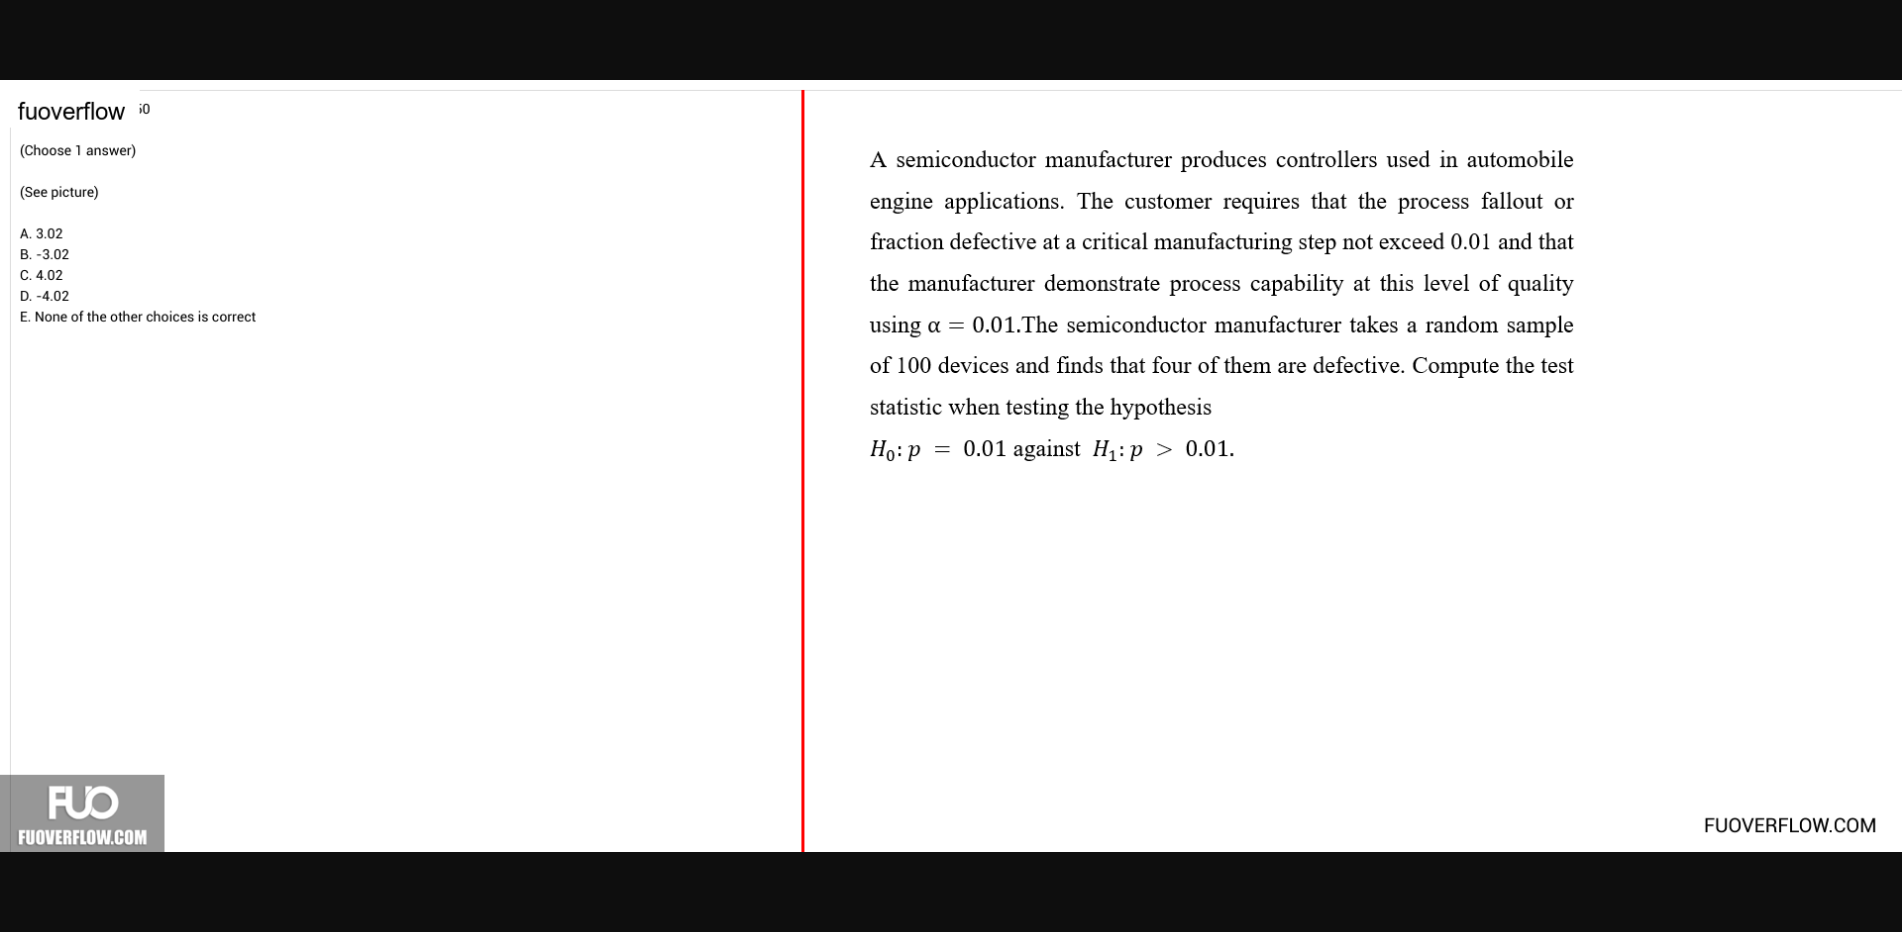 fuoverflow
(Choose 1 answer)
(See picture)
A. 3.02
B. -3.02
C. 4.02
D. -4.02
E. None of the other choices is correct
A semiconductor manufacturer produces controllers used in automobile
engine applications. The customer requires that the process fallout or
fraction defective at a critical manufacturing step not exceed 0.01 and that
the manufacturer demonstrate process capability at this level of quality
using α = 0.01.The semiconductor manufacturer takes a random sample
of 100 devices and finds that four of them are defective. Compute the test
statistic when testing the hypothesis
H₀: p = 0.01 against H₁: p > 0.01.
FUO
FUOVERFLOW.COM
FUOVERFLOW.COM